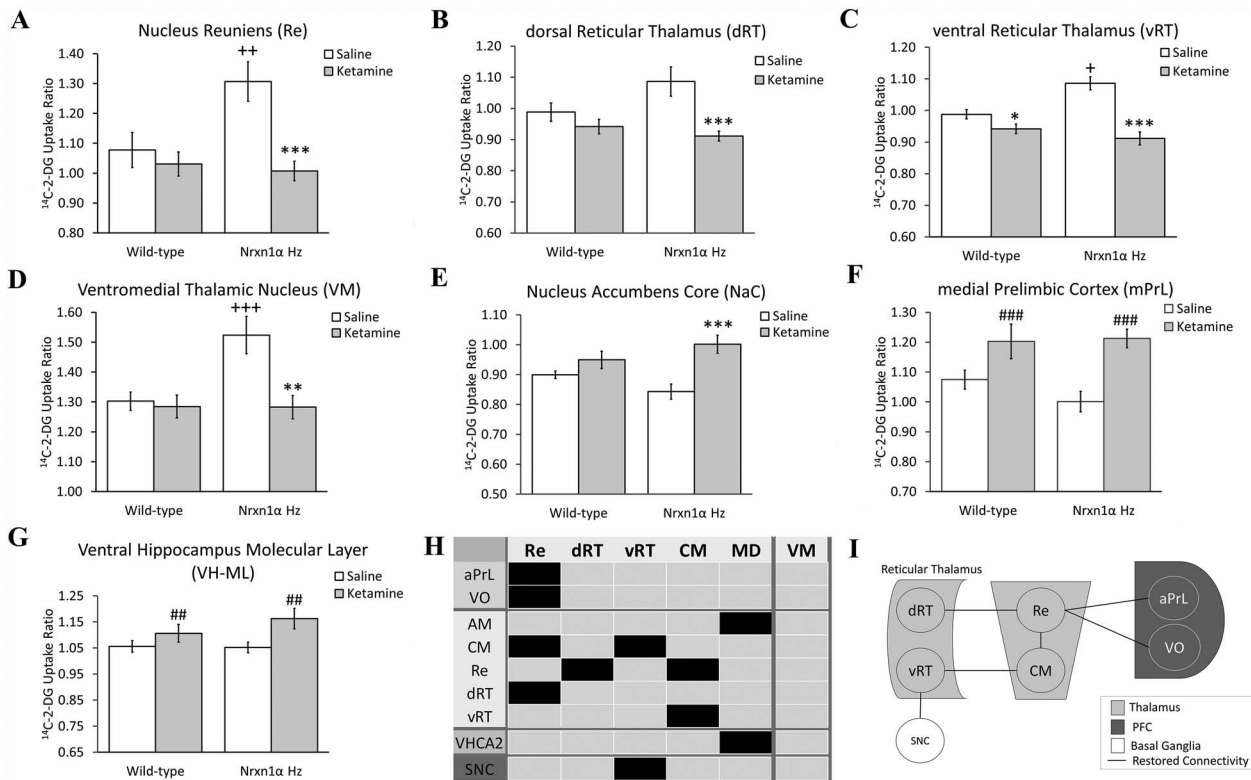 A
Nucleus Reuniens (Re)
14C-2-DG Uptake Ratio
1.40
1.30
1.20
1.10
1.00
0.90
0.80
++
***
Saline
Ketamine
Wild-type
Nrxn1α Hz
B
dorsal Reticular Thalamus (dRT)
14C-2-DG Uptake Ratio
1.20
1.10
1.00
0.90
0.80
0.70
0.60
***
Saline
Ketamine
Wild-type
Nrxn1α Hz
C
ventral Reticular Thalamus (vRT)
14C-2-DG Uptake Ratio
1.20
1.10
1.00
0.90
0.80
0.70
0.60
*
+
***
Saline
Ketamine
Wild-type
Nrxn1α Hz
D
Ventromedial Thalamic Nucleus (VM)
14C-2-DG Uptake Ratio
1.60
1.50
1.40
1.30
1.20
1.10
1.00
+++
**
Saline
Ketamine
Wild-type
Nrxn1α Hz
E
Nucleus Accumbens Core (NaC)
14C-2-DG Uptake Ratio
1.10
1.00
0.90
0.80
0.70
0.60
0.50
***
Saline
Ketamine
Wild-type
Nrxn1α Hz
F
medial Prelimbic Cortex (mPrL)
14C-2-DG Uptake Ratio
1.30
1.20
1.10
1.00
0.90
0.80
0.70
###
###
Saline
Ketamine
Wild-type
Nrxn1α Hz
G
Ventral Hippocampus Molecular Layer
(VH-ML)
14C-2-DG Uptake Ratio
1.25
1.15
1.05
0.95
0.85
0.75
0.65
##
##
Saline
Ketamine
Wild-type
Nrxn1α Hz
H
Re dRT vRT CM MD VM
aPrL
VO
AM
CM
Re
dRT
vRT
VHCA2
SNC
I
Reticular Thalamus
dRT
Re
aPrL
VO
vRT
CM
SNC
Thalamus
PFC
Basal Ganglia
Restored Connectivity